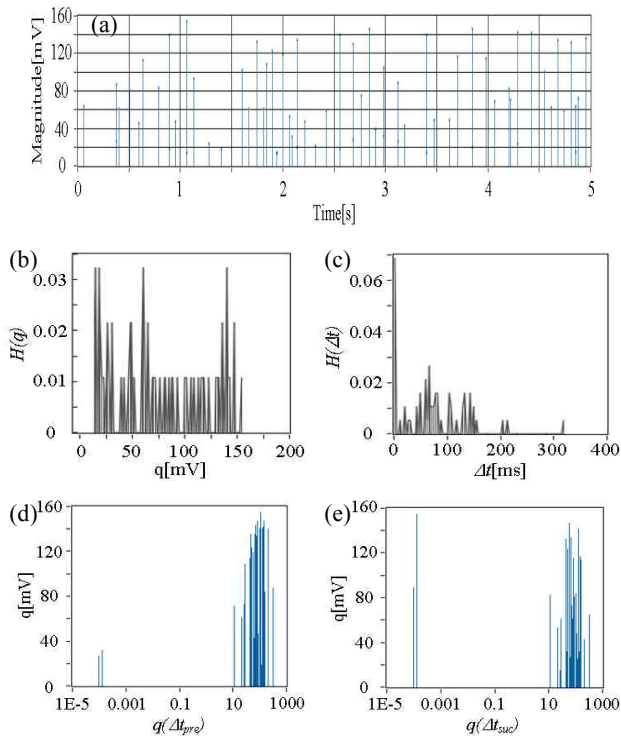 (a)
Magnitude[mV]
160
120
80
60
40
0
0 1 2 3 4 5
Time[s]
(b)
H(q)
0.03
0.02
0.01
0
0 50 100 150 200
q[mV]
(c)
H(Δt)
0.06
0.04
0.02
0
0 100 200 300 400
Δt[ms]
(d)
q[mV]
160
120
80
40
0
1E-5 0.001 0.1 10 1000
q(Δt_pre)
(e)
q[mV]
160
120
80
40
0
1E-5 0.001 0.1 10 1000
q(Δt_suc)